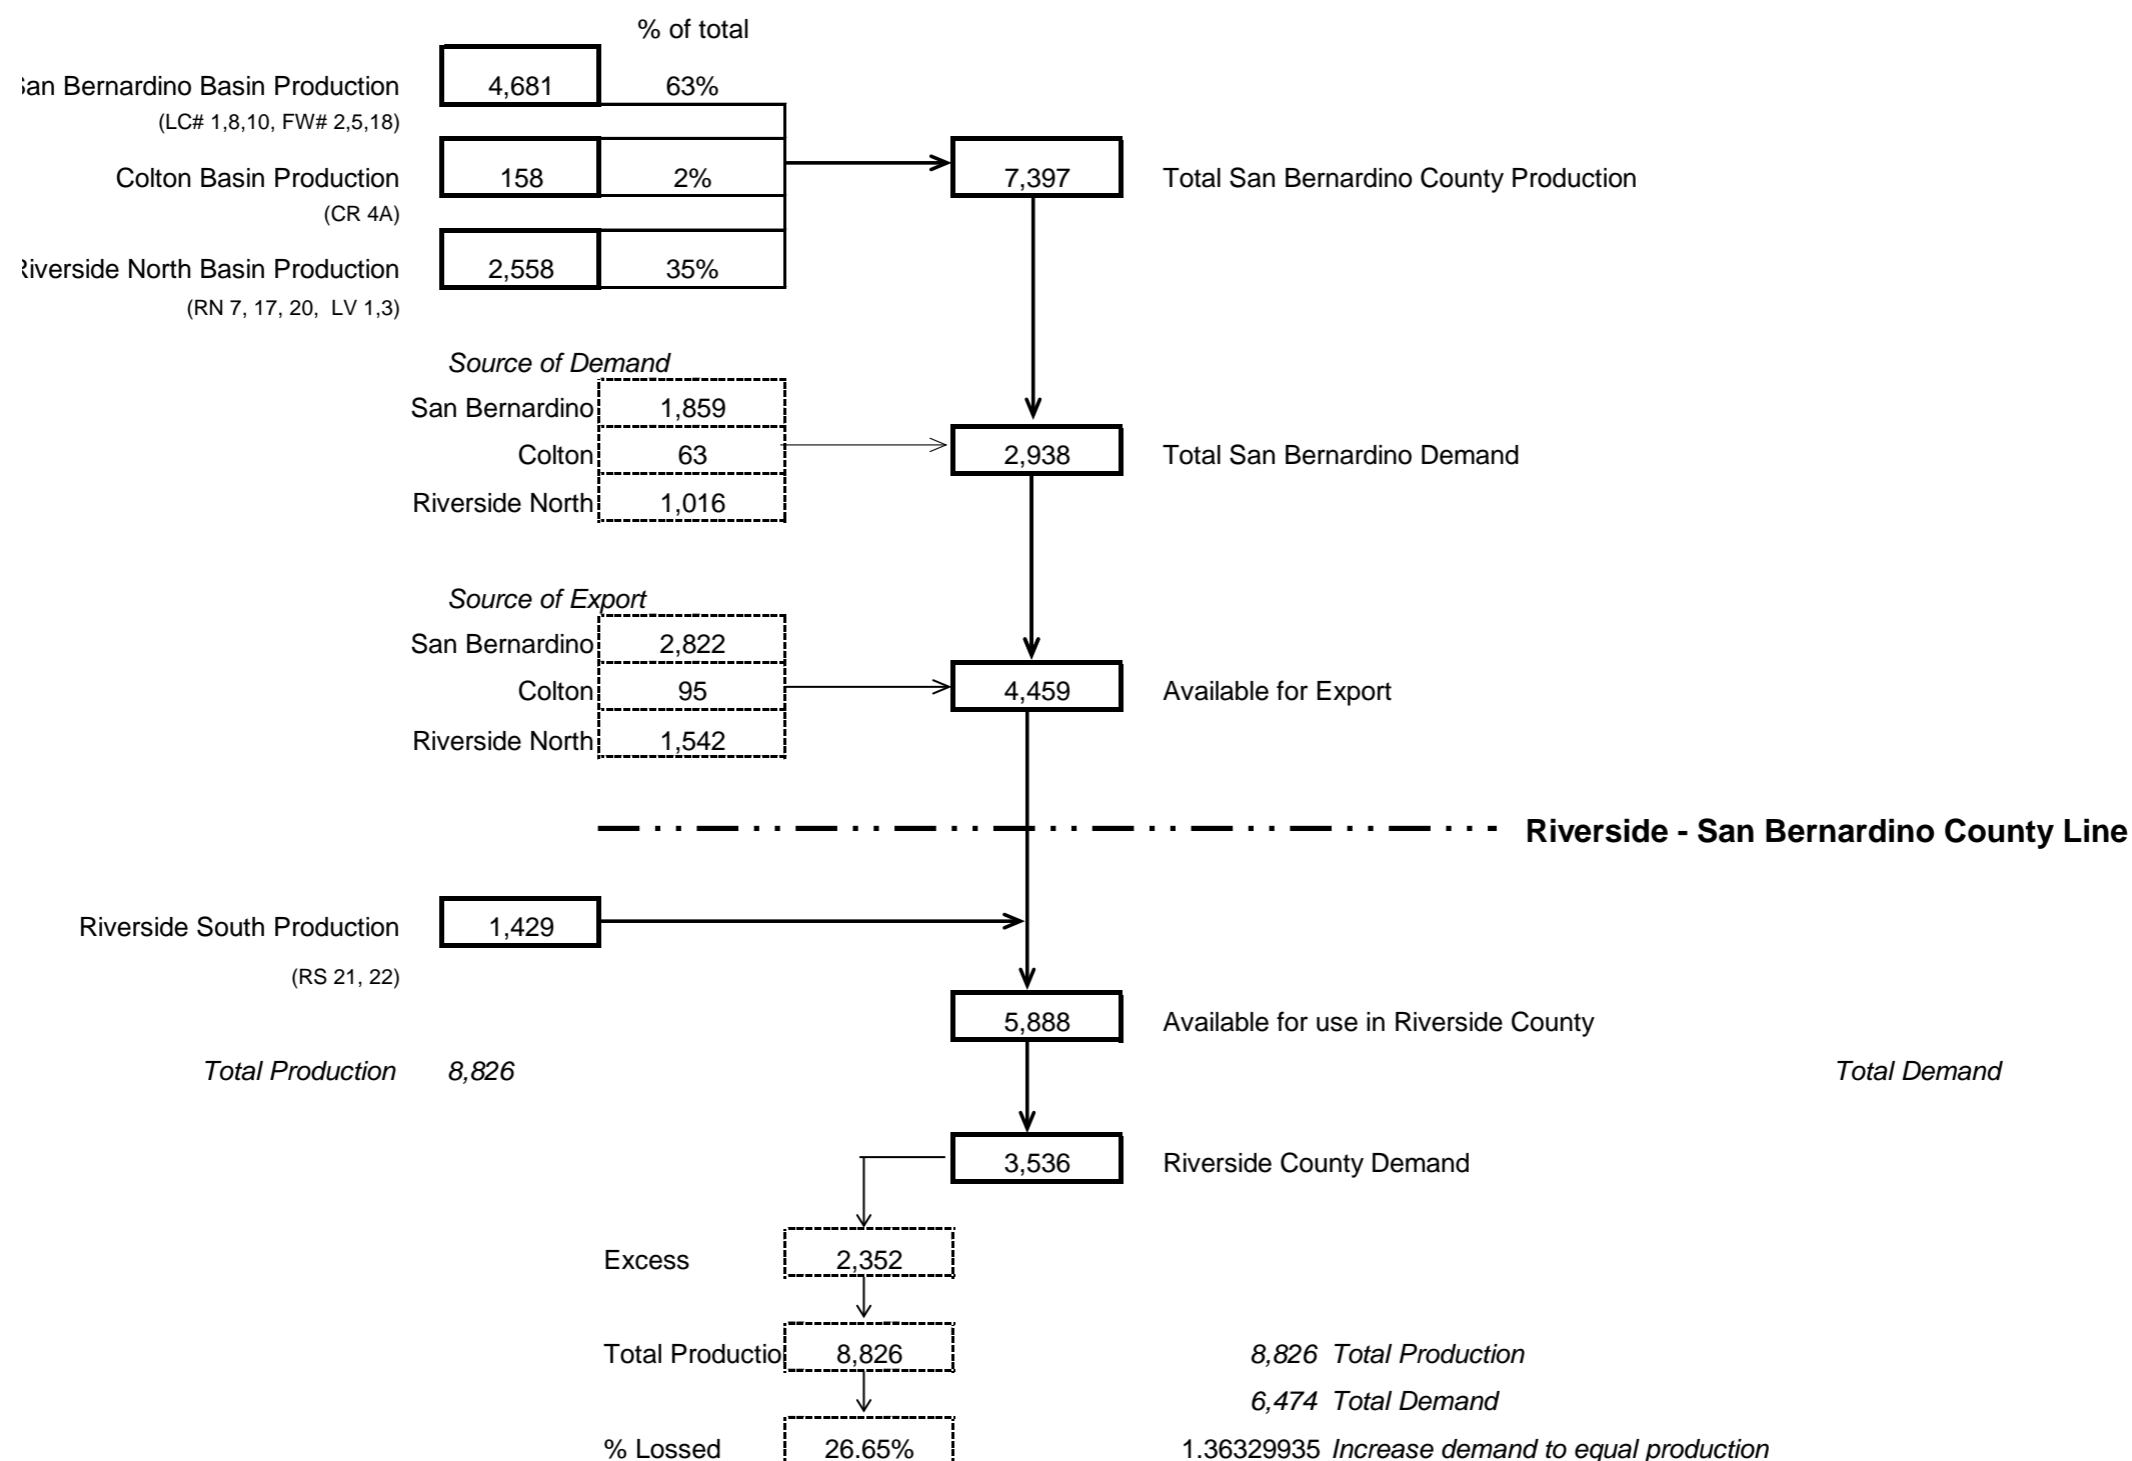 % of total
San Bernardino Basin Production 4,681 63%
(LC# 1,8,10, FW# 2,5,18)
Colton Basin Production 158 2% 7,397 Total San Bernardino County Production
(CR 4A)
Riverside North Basin Production 2,558 35%
(RN 7, 17, 20, LV 1,3)
Source of Demand
San Bernardino 1,859
Colton 63 2,938 Total San Bernardino Demand
Riverside North 1,016
Source of Export
San Bernardino 2,822
Colton 95 4,459 Available for Export
Riverside North 1,542
Riverside - San Bernardino County Line
Riverside South Production 1,429
(RS 21, 22)
5,888 Available for use in Riverside County
Total Production 8,826 Total Demand
3,536 Riverside County Demand
Excess 2,352
Total Productio 8,826 8,826 Total Production
6,474 Total Demand
% Lossed 26.65% 1.36329935 Increase demand to equal production